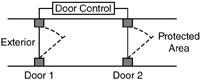 Door Control
Exterior
Protected
Area
Door 1
Door 2